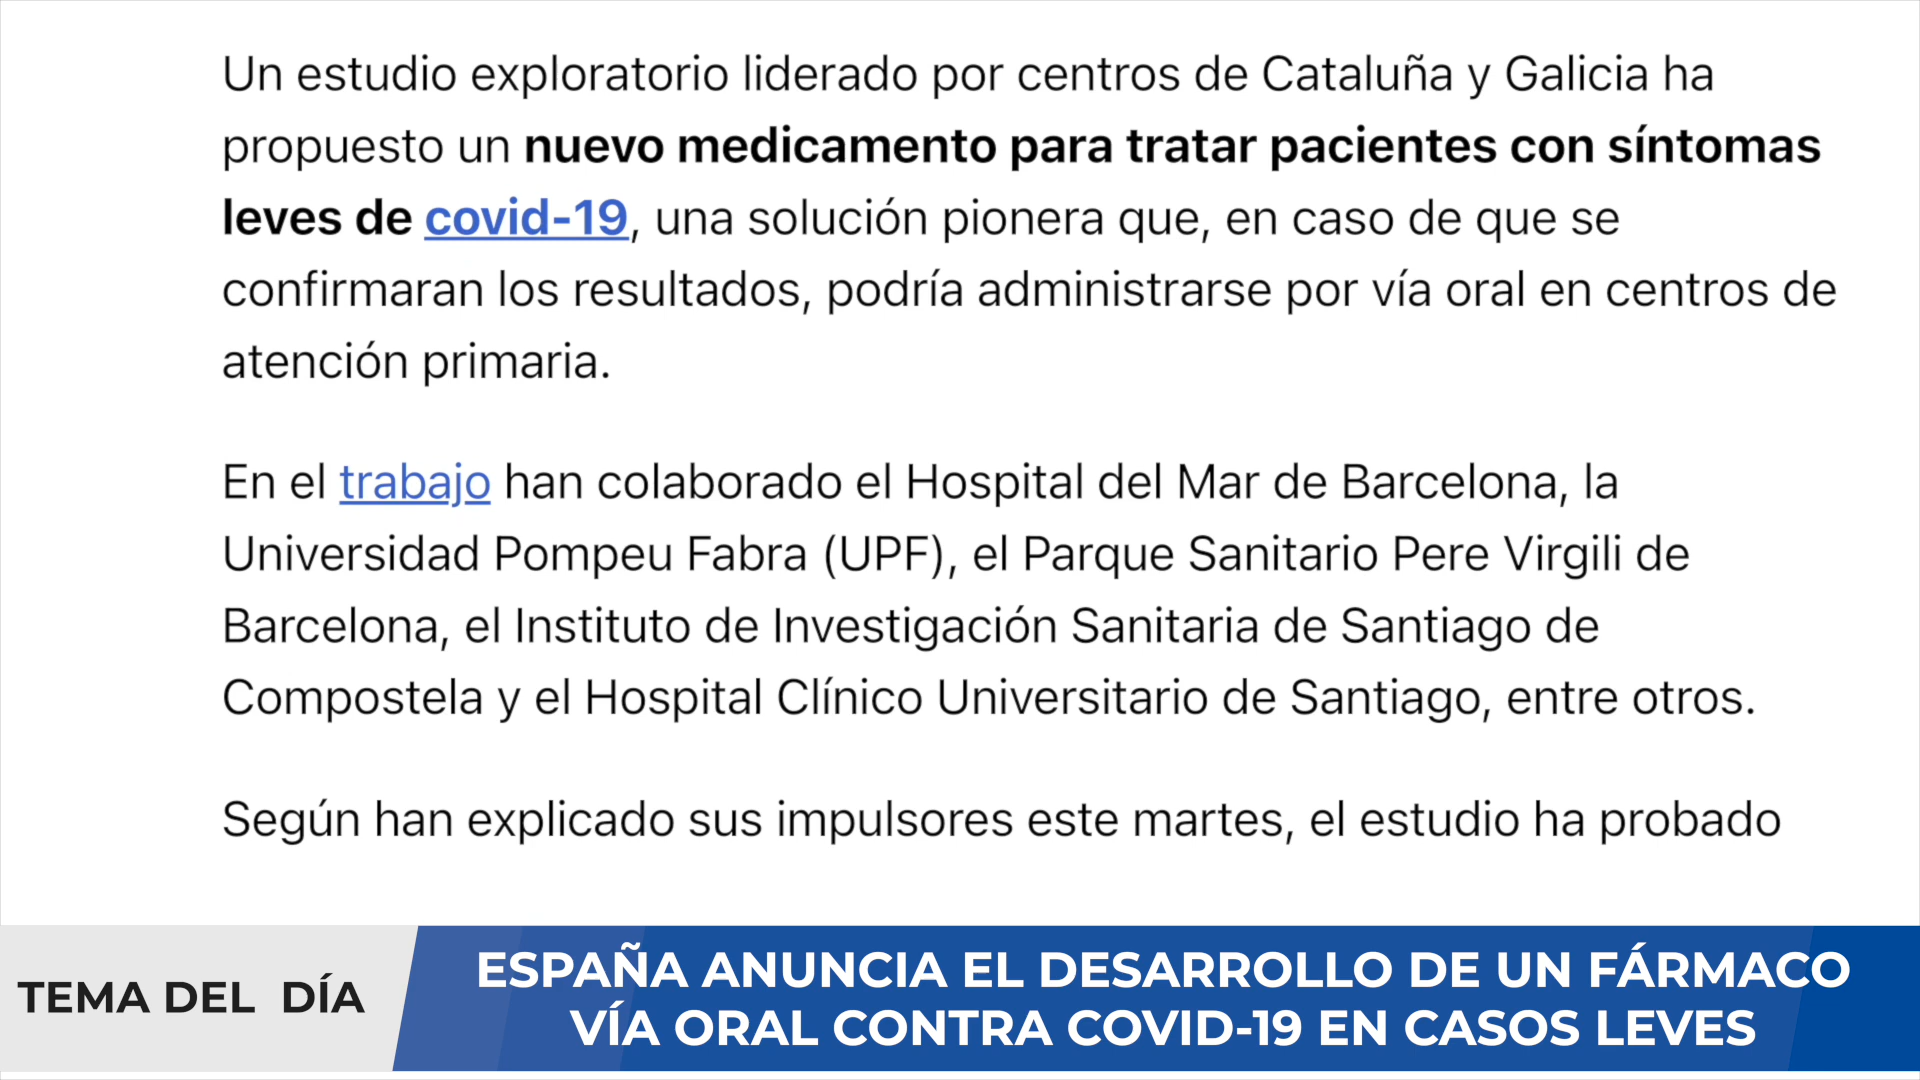 Un estudio exploratorio liderado por centros de Cataluña y Galicia ha
propuesto un nuevo medicamento para tratar pacientes con síntomas
leves de covid-19, una solución pionera que, en caso de que se
confirmaran los resultados, podría administrarse por vía oral en centros de
atención primaria.
En el trabajo han colaborado el Hospital del Mar de Barcelona, la
Universidad Pompeu Fabra (UPF), el Parque Sanitario Pere Virgili de
Barcelona, el Instituto de Investigación Sanitaria de Santiago de
Compostela y el Hospital Clínico Universitario de Santiago, entre otros.
Según han explicado sus impulsores este martes, el estudio ha probado
TEMA DEL DÍA
ESPAÑA ANUNCIA EL DESARROLLO DE UN FÁRMACO
VÍA ORAL CONTRA COVID-19 EN CASOS LEVES